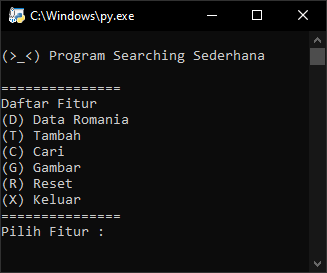 C:\Windows\py.exe
(>_<) Program Searching Sederhana
===============
Daftar Fitur
(D) Data Romania
(T) Tambah
(C) Cari
(G) Gambar
(R) Reset
(X) Keluar
===============
Pilih Fitur :